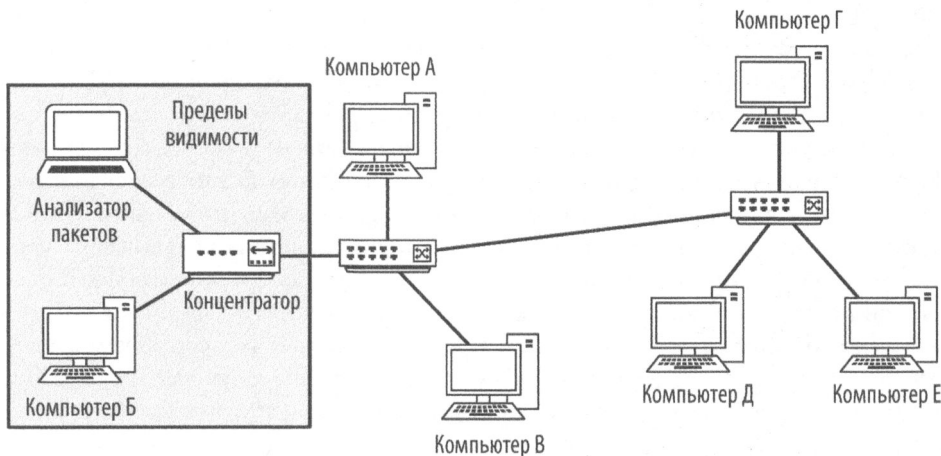 Компьютер Г
Компьютер А
Пределы
видимости
Анализатор
пакетов
Концентратор
Компьютер Б
Компьютер В
Компьютер Д
Компьютер Е